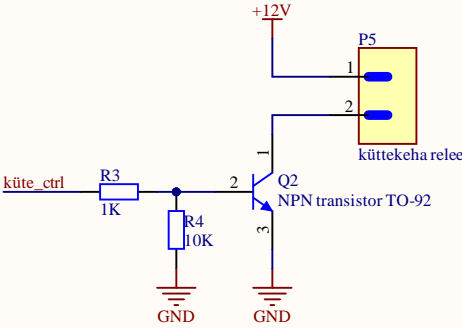 +12V
P5
1
2
küttekeha relee
1
küte_ctrl
R3
1K
2
Q2
NPN transistor TO-92
R4
10K
3
GND
GND